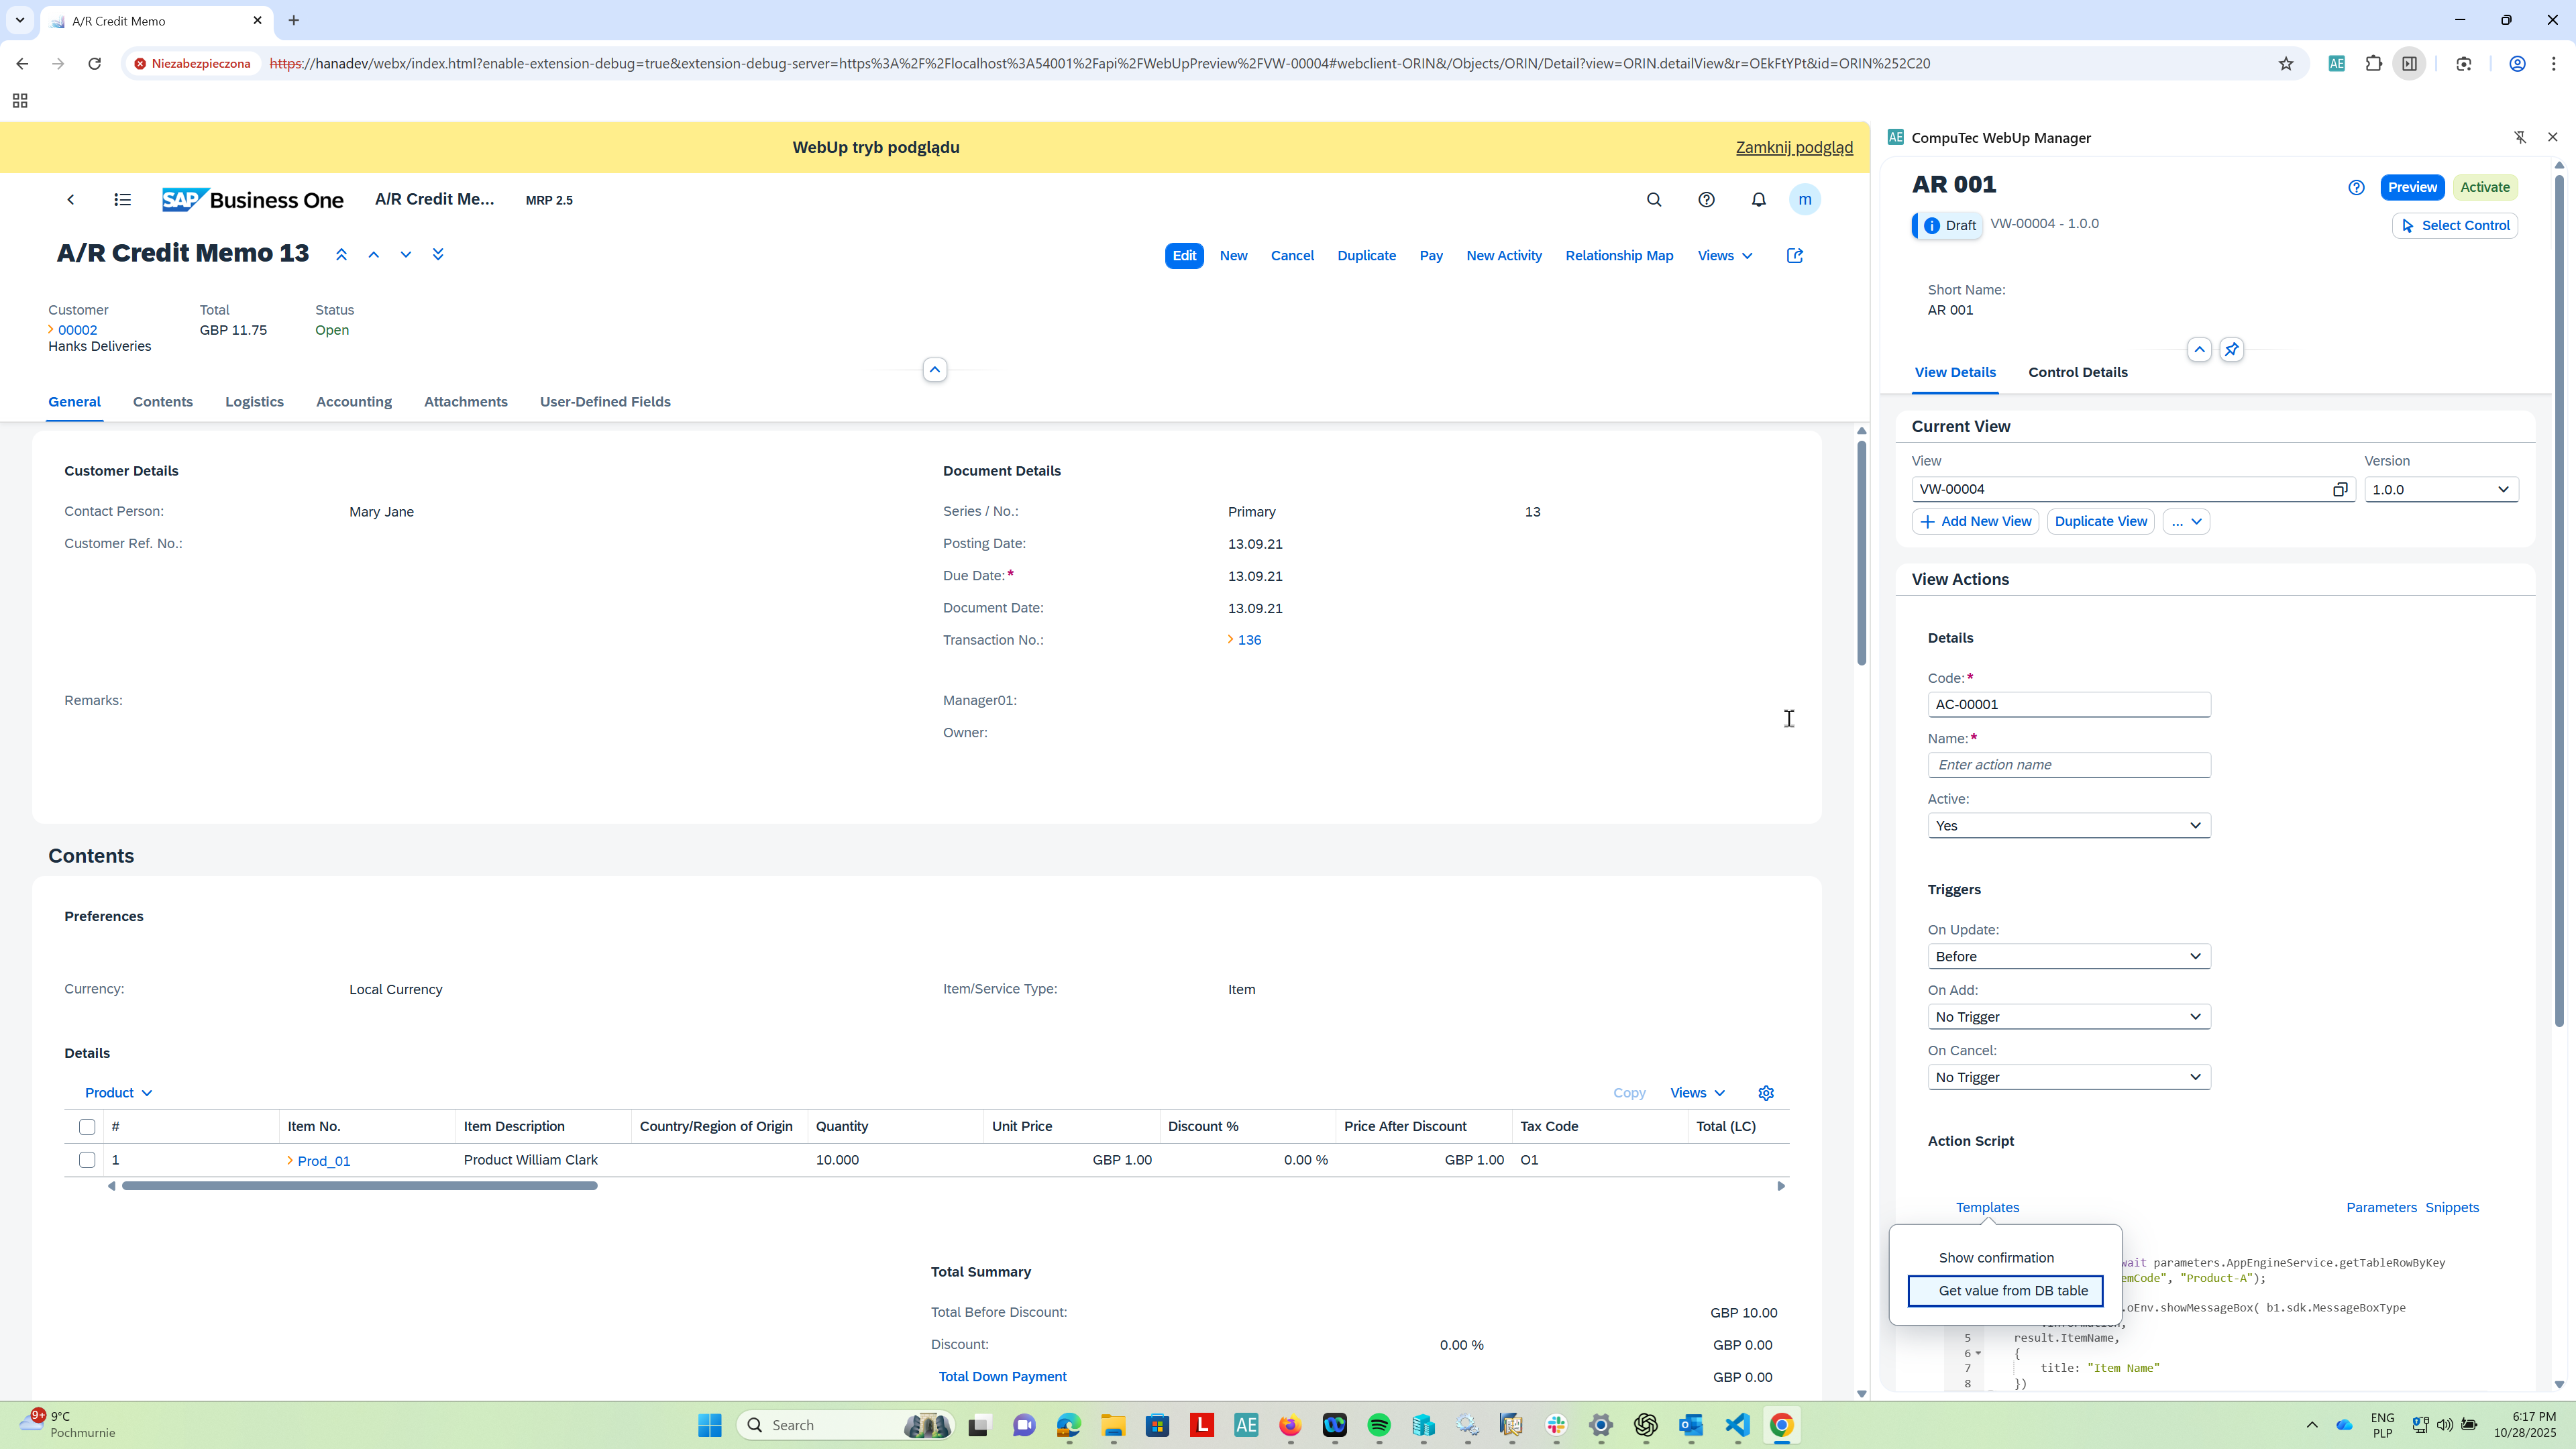 A/R Credit Memo
Niezabezpieczona
https://hanadev/webx/index.html?enable-extension-debug=true&extension-debug-server=https%3A%2F%2Flocalhost%3A54001%2Fapi%2FWebUpPreview%2FVW-00004#webclient-ORIN&/Objects/ORIN/Detail?view=ORIN.detailView&r=OEkFtYPt&id=ORIN%252C20
AE
WebUp tryb podglądu
Zamknij podgląd
SAP Business One
A/R Credit Me...
MRP 2.5
m
A/R Credit Memo 13
Edit
New
Cancel
Duplicate
Pay
New Activity
Relationship Map
Views
Customer
Total
Status
00002
GBP 11.75
Open
Hanks Deliveries
General
Contents
Logistics
Accounting
Attachments
User-Defined Fields
Customer Details
Contact Person:
Mary Jane
Customer Ref. No.:
Remarks:
Document Details
Series / No.:
Primary
13
Posting Date:
13.09.21
Due Date:*
13.09.21
Document Date:
13.09.21
Transaction No.:
136
Manager01:
Owner:
Contents
Preferences
Currency:
Local Currency
Item/Service Type:
Item
Details
Product
Copy
Views
# Item No. Item Description Country/Region of Origin Quantity Unit Price Discount % Price After Discount Tax Code Total (LC)
1 Prod_01 Product William Clark 10.000 GBP 1.00 0.00 % GBP 1.00 O1
Total Summary
Total Before Discount:
GBP 10.00
Discount:
0.00 %
GBP 0.00
Total Down Payment
GBP 0.00
AE CompuTec WebUp Manager
AR 001
Preview
Activate
Draft
VW-00004 - 1.0.0
Select Control
Short Name:
AR 001
View Details
Control Details
Current View
View
Version
VW-00004
1.0.0
Add New View
Duplicate View
...
View Actions
Details
Code:*
AC-00001
Name:*
Enter action name
Active:
Yes
Triggers
On Update:
Before
On Add:
No Trigger
On Cancel:
No Trigger
Action Script
Templates
Parameters
Snippets
Show confirmation
Get value from DB table
wait parameters.AppEngineService.getTableRowByKey
emCode", "Product-A");
.oEnv.showMessageBox( b1.sdk.MessageBoxType
5 result.ItemName,
6 {
7 title: "Item Name"
8 })
9+
9°C
Pochmurnie
Search
L
AE
ENG
PLP
6:17 PM
10/28/2025